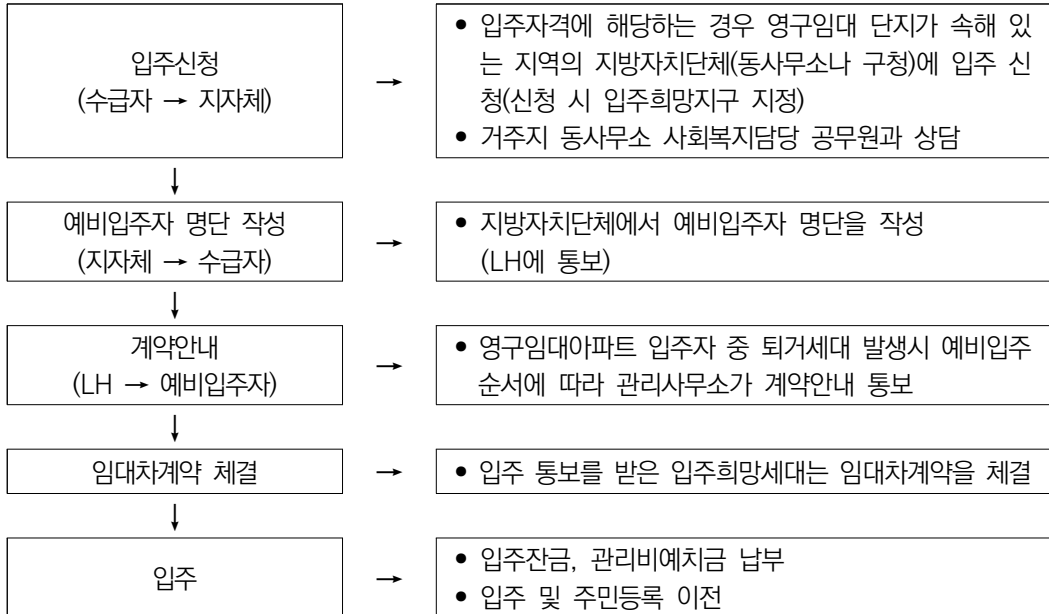 입주신청
(수급자 → 지자체)
→
• 입주자격에 해당하는 경우 영구임대 단지가 속해 있
는 지역의 지방자치단체(동사무소나 구청)에 입주 신
청(신청 시 입주희망지구 지정)
• 거주지 동사무소 사회복지담당 공무원과 상담
↓
예비입주자 명단 작성
(지자체 → 수급자)
→
• 지방자치단체에서 예비입주자 명단을 작성
(LH에 통보)
↓
계약안내
(LH → 예비입주자)
→
• 영구임대아파트 입주자 중 퇴거세대 발생시 예비입주
순서에 따라 관리사무소가 계약안내 통보
↓
임대차계약 체결
→
• 입주 통보를 받은 입주희망세대는 임대차계약을 체결
↓
입주
→
• 입주잔금, 관리비예치금 납부
• 입주 및 주민등록 이전